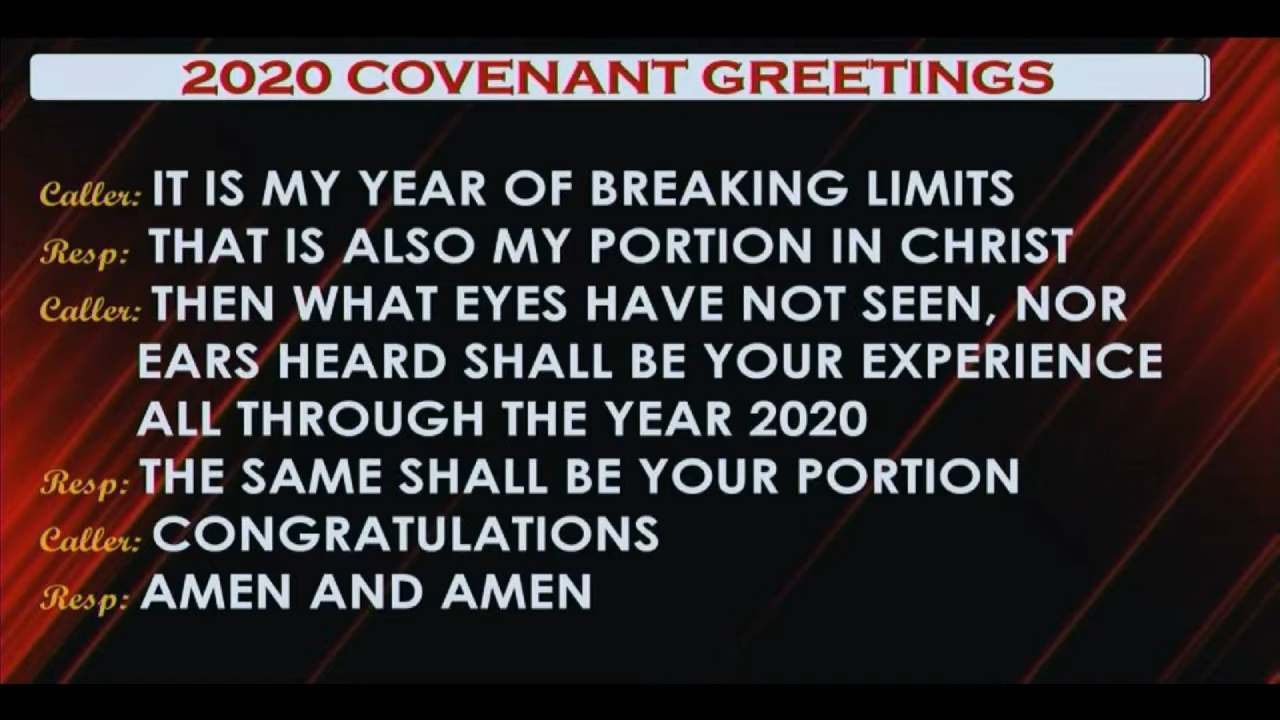 2020 COVENANT GREETINGS
Caller: IT IS MY YEAR OF BREAKING LIMITS
Resp: THAT IS ALSO MY PORTION IN CHRIST
Caller: THEN WHAT EYES HAVE NOT SEEN, NOR
EARS HEARD SHALL BE YOUR EXPERIENCE
ALL THROUGH THE YEAR 2020
Resp: THE SAME SHALL BE YOUR PORTION
Caller: CONGRATULATIONS
Resp: AMEN AND AMEN